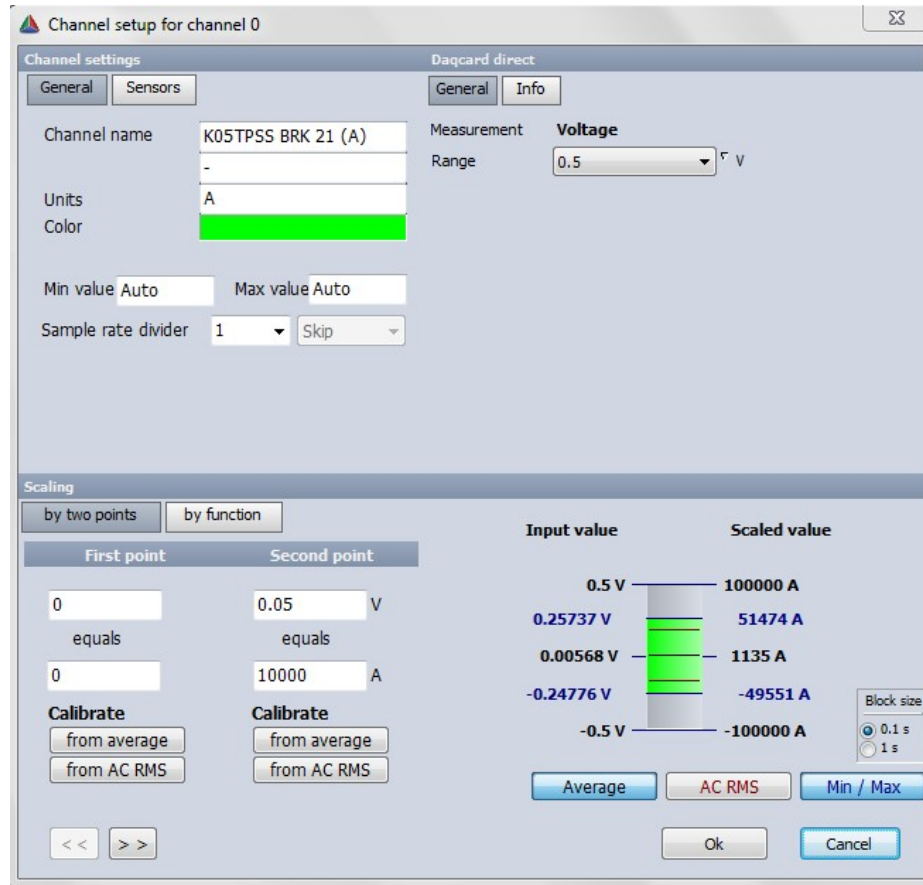 Channel setup for channel 0
Channel settings
General Sensors
Channel name K05TPSS BRK 21 (A)
-
Units A
Color
Min value Auto Max value Auto
Sample rate divider 1 Skip
Daqcard direct
General Info
Measurement Voltage
Range 0.5 V
Scaling
by two points by function
First point Second point
0 0.05 V
equals equals
0 10000 A
Calibrate Calibrate
from average from average
from AC RMS from AC RMS
<< >>
Input value Scaled value
0.5 V 100000 A
0.25737 V 51474 A
0.00568 V 1135 A
-0.24776 V -49551 A
-0.5 V -100000 A
Block size
0.1 s
1 s
Average AC RMS Min / Max
Ok Cancel